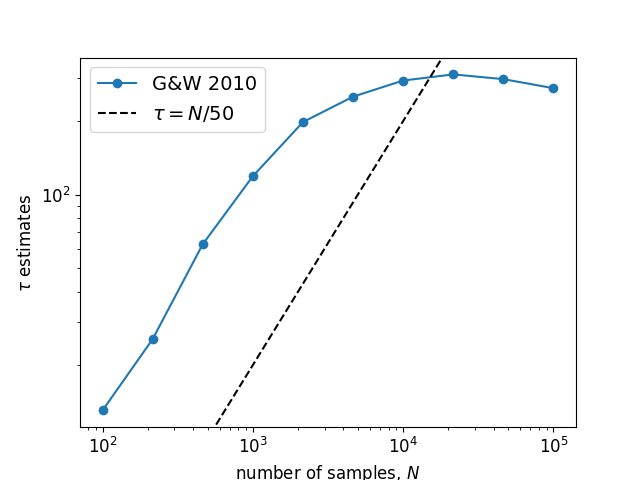 G&W 2010
τ = N/50
10²
τ estimates
10² 10³ 10⁴ 10⁵
number of samples, N